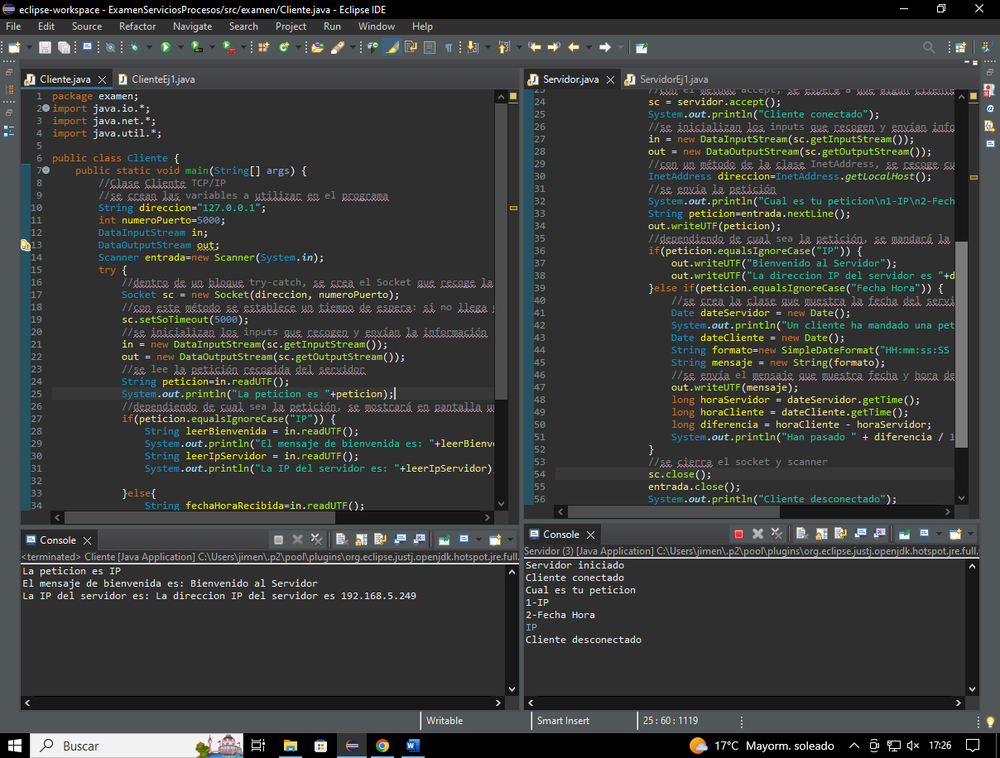 eclipse-workspace - ExamenServiciosProcesos/src/examen/Cliente.java - Eclipse IDE
File Edit Source Refactor Navigate Search Project Run Window Help
Cliente.java ClienteEj1.java
1 package examen;
2 import java.io.*;
3 import java.net.*;
4 import java.util.*;
5
6 public class Cliente {
7 public static void main(String[] args) {
8 //Clase Cliente TCP/IP
9 //se crean las variables a utilizar en el programa
10 String direccion="127.0.0.1";
11 int numeroPuerto=5000;
12 DataInputStream in;
13 DataOutputStream out;
14 Scanner entrada=new Scanner(System.in);
15 try {
16 //dentro de un bloque try-catch, se crea el Socket que recoge la
17 Socket sc = new Socket(direccion, numeroPuerto);
18 //con este método se establece un tiempo de espera: si no llega
19 sc.setSoTimeout(5000);
20 //se inicializan los inputs que recogen y envían la información
21 in = new DataInputStream(sc.getInputStream());
22 out = new DataOutputStream(sc.getOutputStream());
23 //se lee la petición recogida del servidor
24 String peticion=in.readUTF();
25 System.out.println("La peticion es "+peticion);
26 //dependiendo de cual sea la petición, se mostrará en pantalla
27 if(peticion.equalsIgnoreCase("IP")) {
28 String leerBienvenida = in.readUTF();
29 System.out.println("El mensaje de bienvenida es: "+leerBienve
30 String leerIpServidor = in.readUTF();
31 System.out.println("La IP del servidor es: "+leerIpServidor)
32
33 }else{
34 String fechaHoraRecibida=in.readUTF();
Servidor.java ServidorEj1.java
23 //con el método accept, se espera a que algún cliente
24 sc = servidor.accept();
25 System.out.println("Cliente conectado");
26 //se inicializan los inputs que recogen y envían info
27 in = new DataInputStream(sc.getInputStream());
28 out = new DataOutputStream(sc.getOutputStream());
29 //con un método de la clase InetAddress, se recoge cu
30 InetAddress direccion=InetAddress.getLocalHost();
31 //se envía la petición
32 System.out.println("Cual es tu peticion\n1-IP\n2-Fech
33 String peticion=entrada.nextLine();
34 out.writeUTF(peticion);
35 //dependiendo de cual sea la petición, se mandará la
36 if(peticion.equalsIgnoreCase("IP")) {
37 out.writeUTF("Bienvenido al Servidor");
38 out.writeUTF("La direccion IP del servidor es "+d
39 }else if(peticion.equalsIgnoreCase("Fecha Hora")) {
40 //se crea la clase que muestra la fecha del servi
41 Date dateServidor = new Date();
42 System.out.println("Un cliente ha mandado una pet
43 Date dateCliente = new Date();
44 String formato=new SimpleDateFormat("HH:mm:ss:SS
45 String mensaje = new String(formato);
46 //se envía el mensaje que muestra fecha y hora de
47 out.writeUTF(mensaje);
48 long horaServidor = dateServidor.getTime();
49 long horaCliente = dateCliente.getTime();
50 long diferencia = horaCliente - horaServidor;
51 System.out.println("Han pasado " + diferencia / 1
52 }
53 //se cierra el socket y scanner
54 sc.close();
55 entrada.close();
56 System.out.println("Cliente desconectado");
Console
<terminated> Cliente [Java Application] C:\Users\jimen\.p2\pool\plugins\org.eclipse.justj.openjdk.hotspot.jre.full.
La peticion es IP
El mensaje de bienvenida es: Bienvenido al Servidor
La IP del servidor es: La direccion IP del servidor es 192.168.5.249
Console
Servidor (3) [Java Application] C:\Users\jimen\.p2\pool\plugins\org.eclipse.justj.openjdk.hotspot.jre.full.
Servidor iniciado
Cliente conectado
Cual es tu peticion
1-IP
2-Fecha Hora
IP
Cliente desconectado
Writable Smart Insert 25 : 60 : 1119
Buscar
17°C Mayorm. soleado 17:26